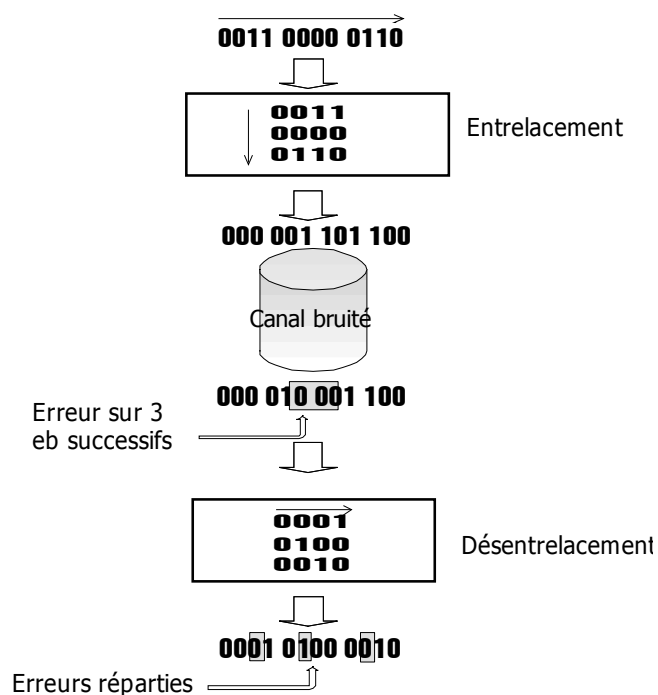 0011 0000 0110
0011
0000
0110
Entrelacement
000 001 101 100
Canal bruité
000 010 001 100
Erreur sur 3
eb successifs
0001
0100
0010
Désentrelacement
0001 0100 0010
Erreurs réparties